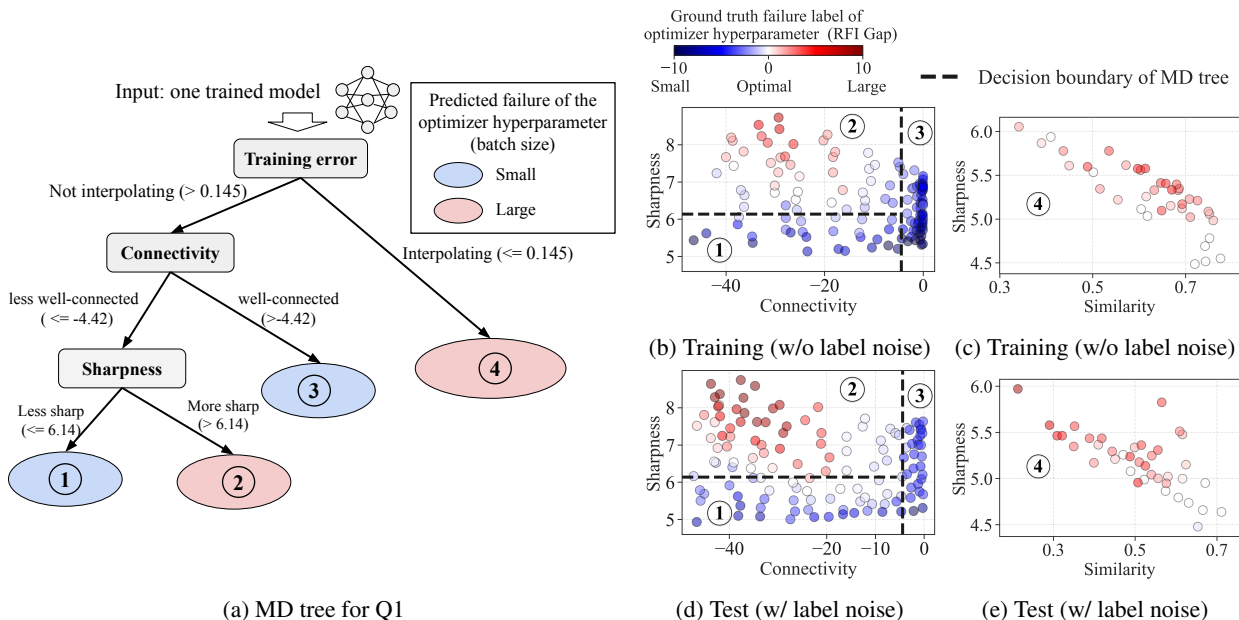 Input: one trained model
Predicted failure of the
optimizer hyperparameter
(batch size)
Small
Large
Training error
Not interpolating (> 0.145)
Interpolating (<= 0.145)
Connectivity
less well-connected
( <= -4.42)
well-connected
(>-4.42)
Sharpness
Less sharp
(<= 6.14)
More sharp
(> 6.14)
1
2
3
4
(a) MD tree for Q1
Ground truth failure label of
optimizer hyperparameter (RFI Gap)
−10 0 10
Small Optimal Large
Decision boundary of MD tree
Sharpness
8
7
6
5
1
2
3
−40 −20 0
Connectivity
(b) Training (w/o label noise)
Sharpness
6.0
5.5
5.0
4.5
4
0.3 0.5 0.7
Similarity
(c) Training (w/o label noise)
Sharpness
8
7
6
5
1
2
3
−40 −20 −10 0
Connectivity
(d) Test (w/ label noise)
Sharpness
6.0
5.5
5.0
4.5
4
0.3 0.5 0.7
Similarity
(e) Test (w/ label noise)